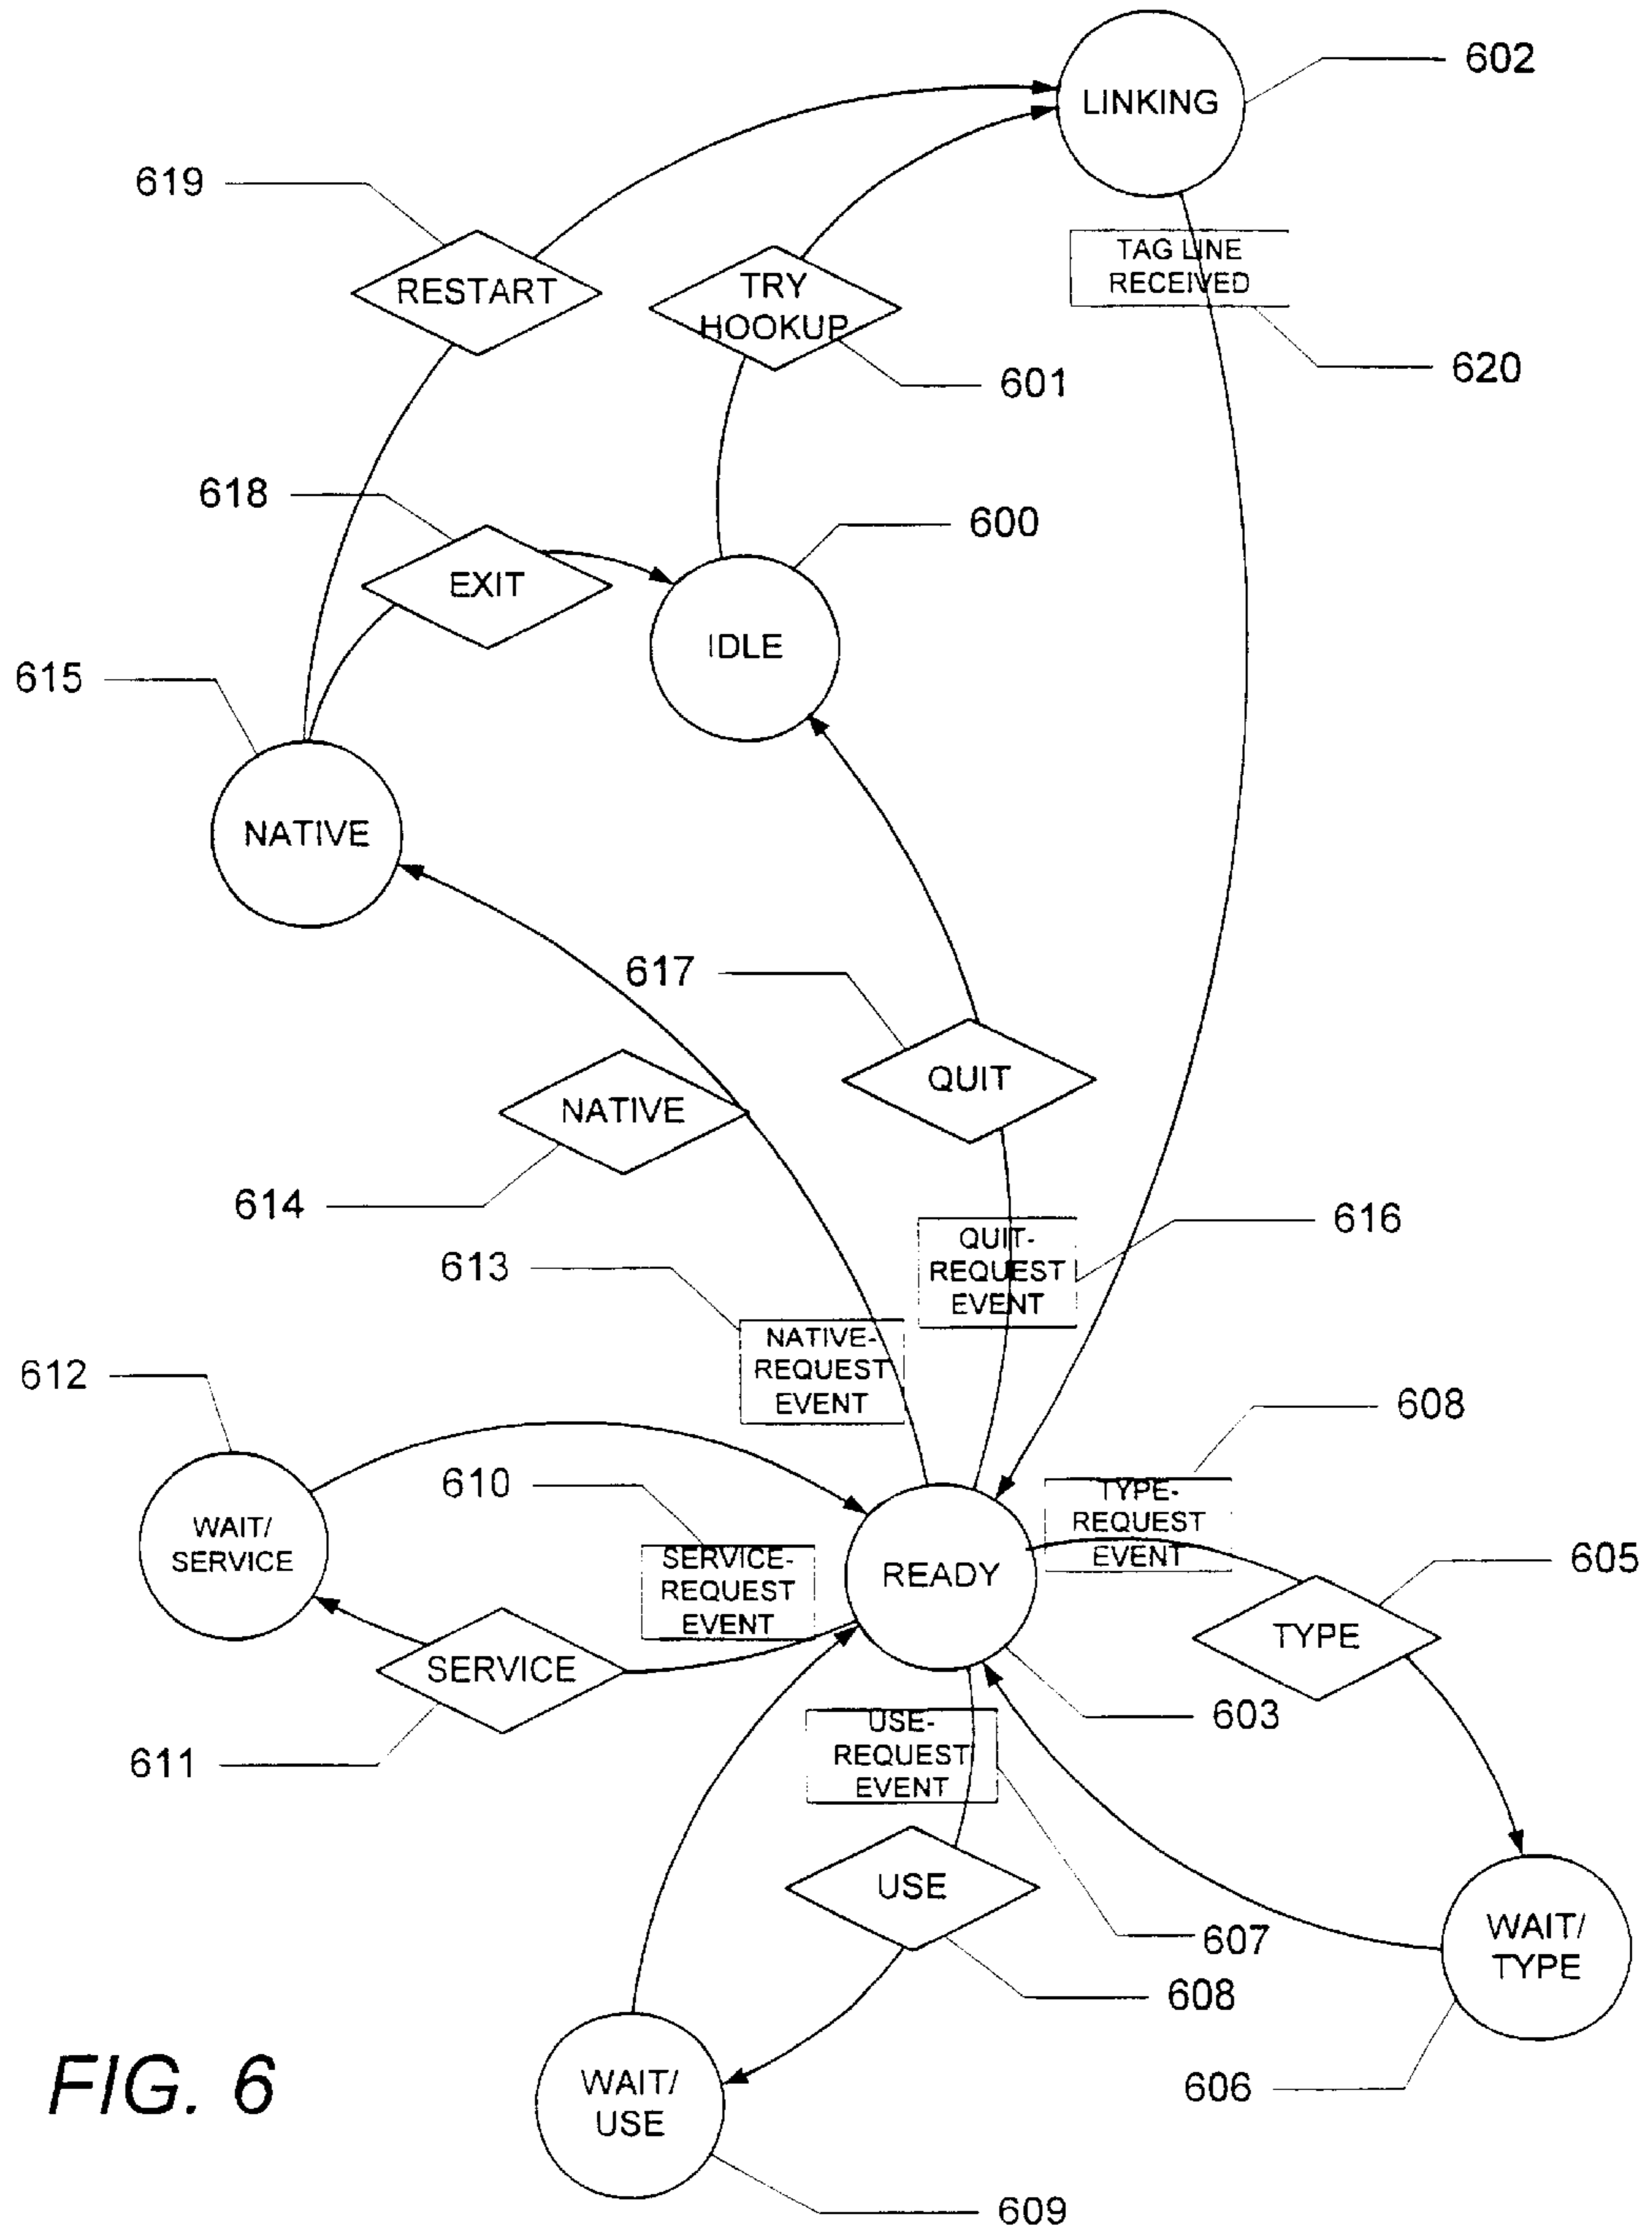 602
LINKING
619
TAG LINE
RECEIVED
RESTART
TRY
HOOKUP
620
601
618
600
EXIT
IDLE
615
NATIVE
617
QUIT
NATIVE
614
616
QUIT-
REQUEST
EVENT
613
NATIVE-
REQUEST
EVENT
612
608
610
TYPE-
REQUEST
EVENT
WAIT/
SERVICE
SERVICE-
REQUEST
EVENT
READY
605
TYPE
SERVICE
603
611
USE-
REQUEST
EVENT
USE
607
WAIT/
TYPE
608
606
WAIT/
USE
FIG. 6
609